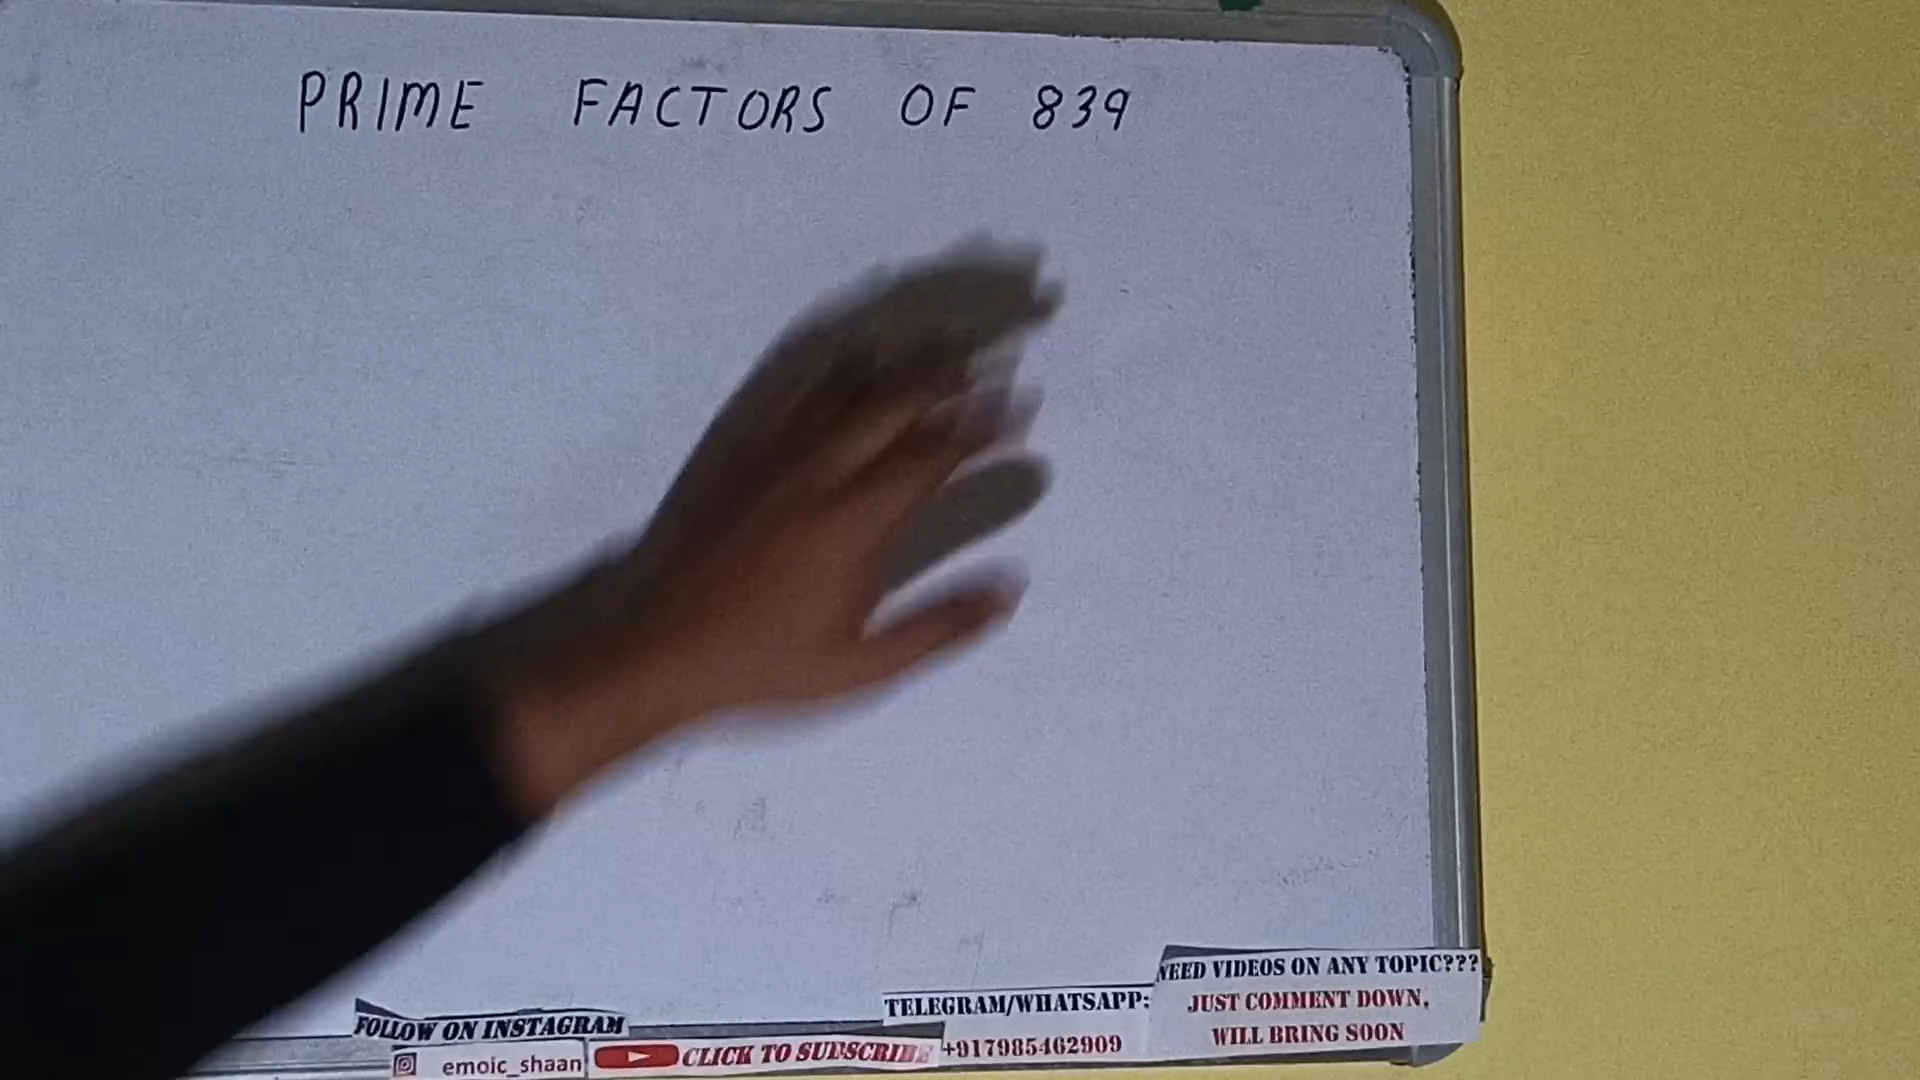 PRIME FACTORS OF 839
NEED VIDEOS ON ANY TOPIC???
JUST COMMENT DOWN,
WILL BRING SOON
TELEGRAM/WHATSAPP:
+917985462909
FOLLOW ON INSTAGRAM
emoic_shaan
CLICK TO SUBSCRIBE